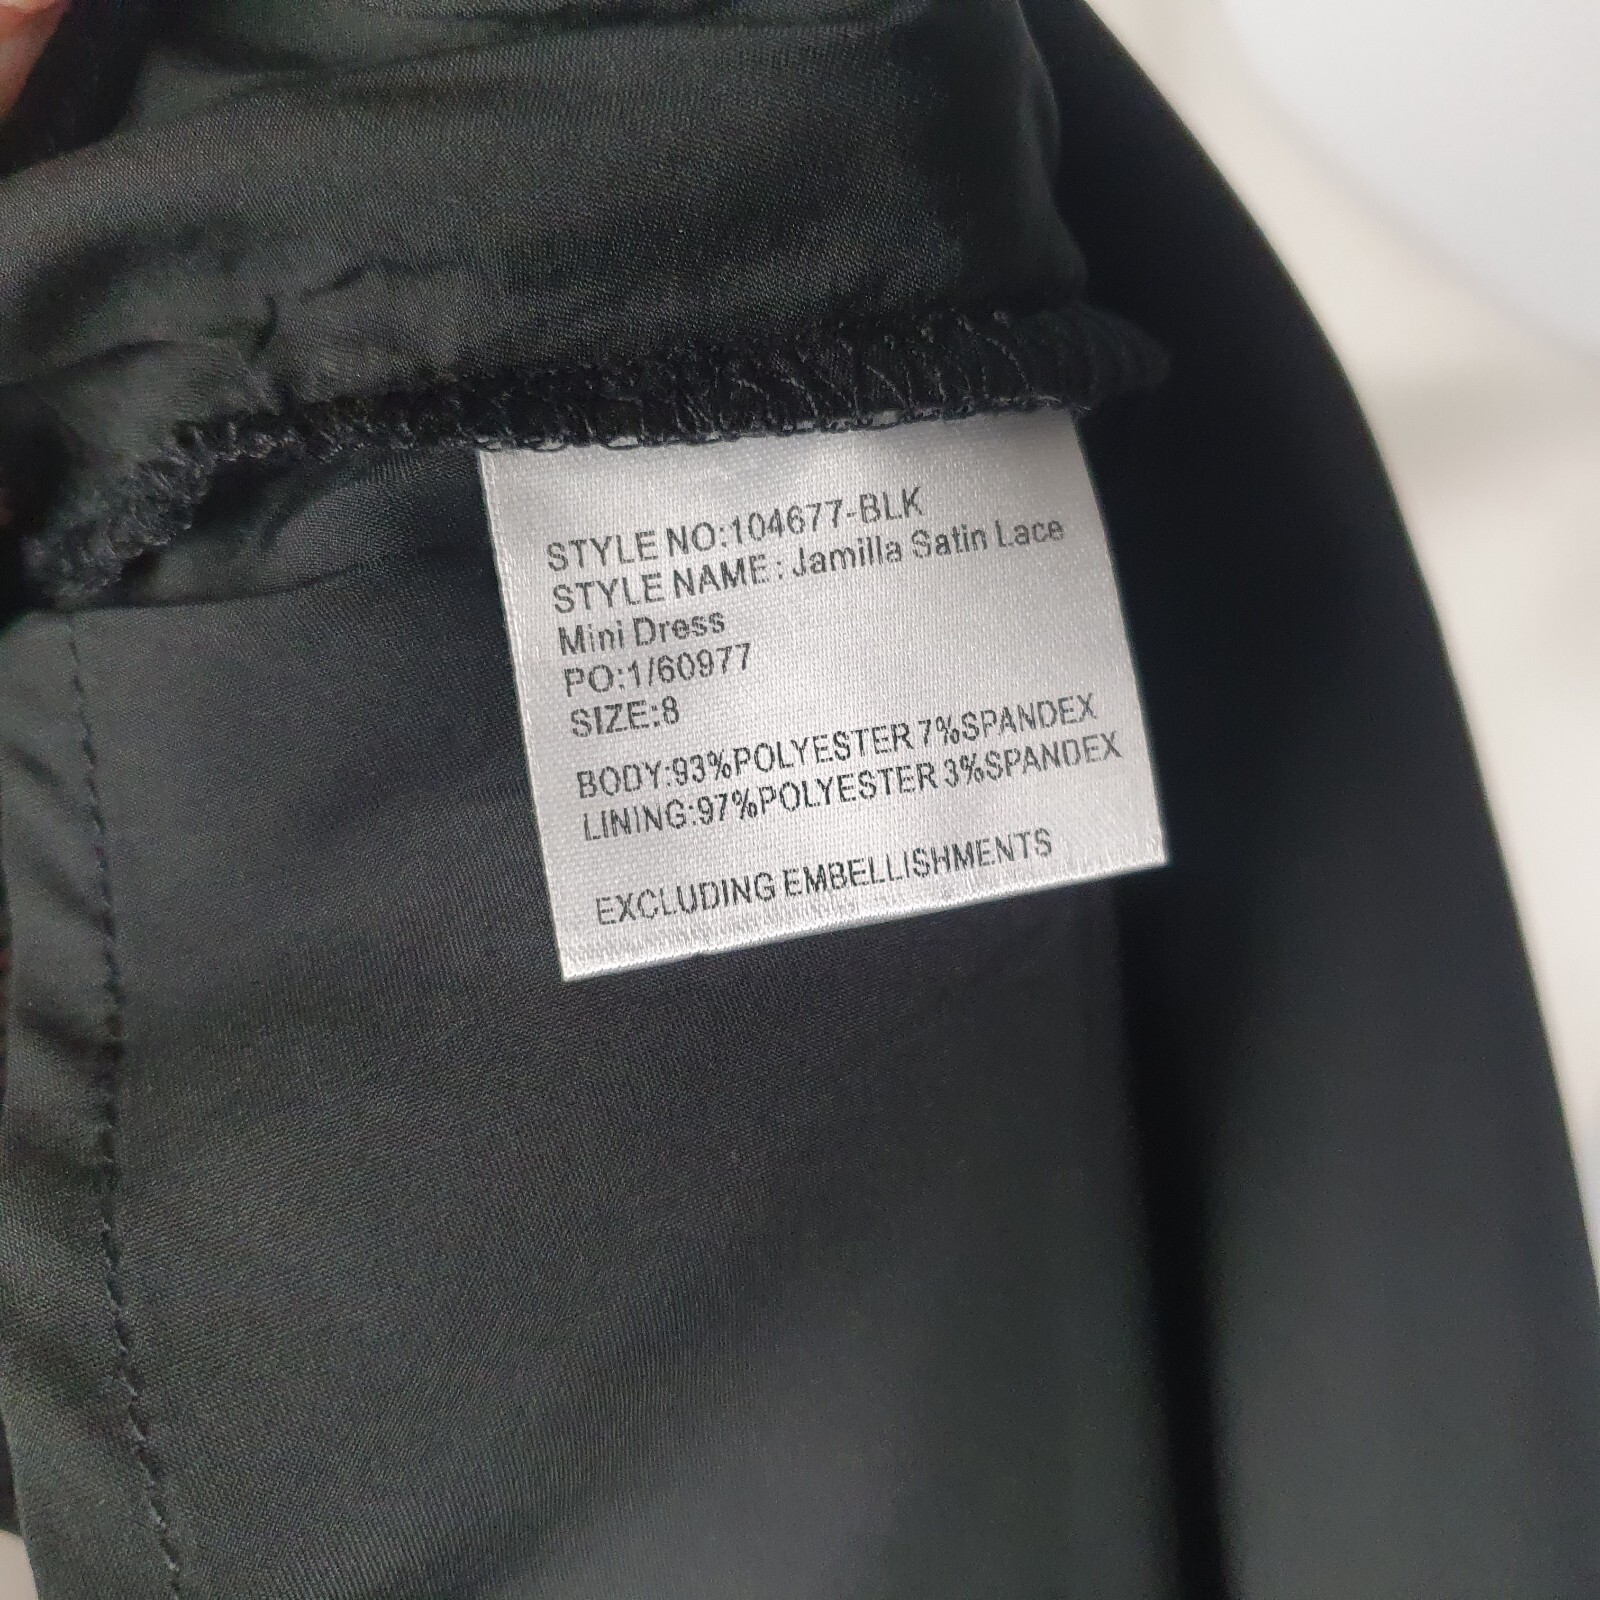 STYLE NO:104677-BLK
STYLE NAME: Jamilla Satin Lace
Mini Dress
PO:1/60977
SIZE:8
BODY:93%POLYESTER 7%SPANDEX
LINING:97%POLYESTER 3%SPANDEX
EXCLUDING EMBELLISHMENTS